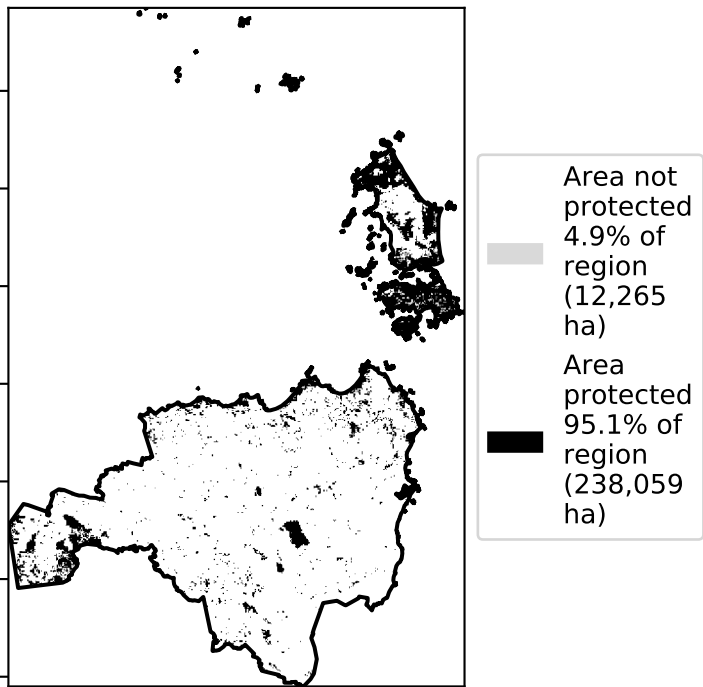 Area not
protected
4.9% of
region
(12,265
ha)
Area
protected
95.1% of
region
(238,059
ha)